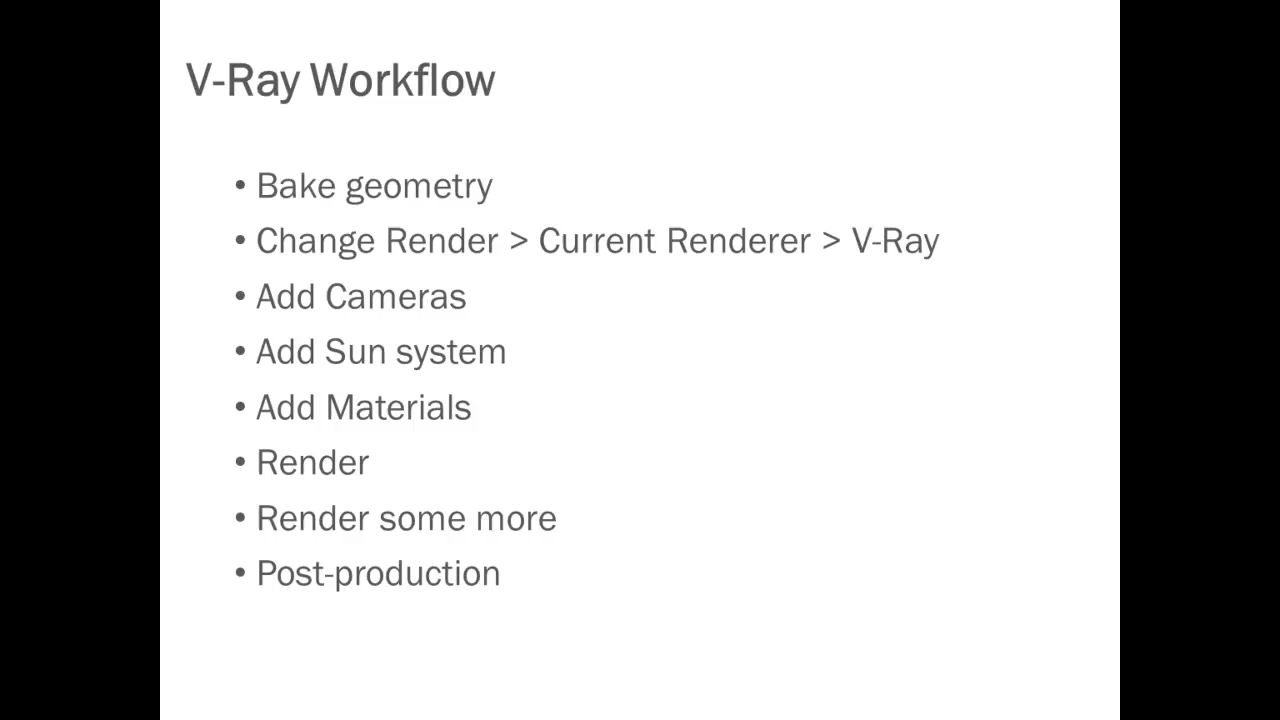 V-Ray Workflow
• Bake geometry
• Change Render > Current Renderer > V-Ray
• Add Cameras
• Add Sun system
• Add Materials
• Render
• Render some more
• Post-production